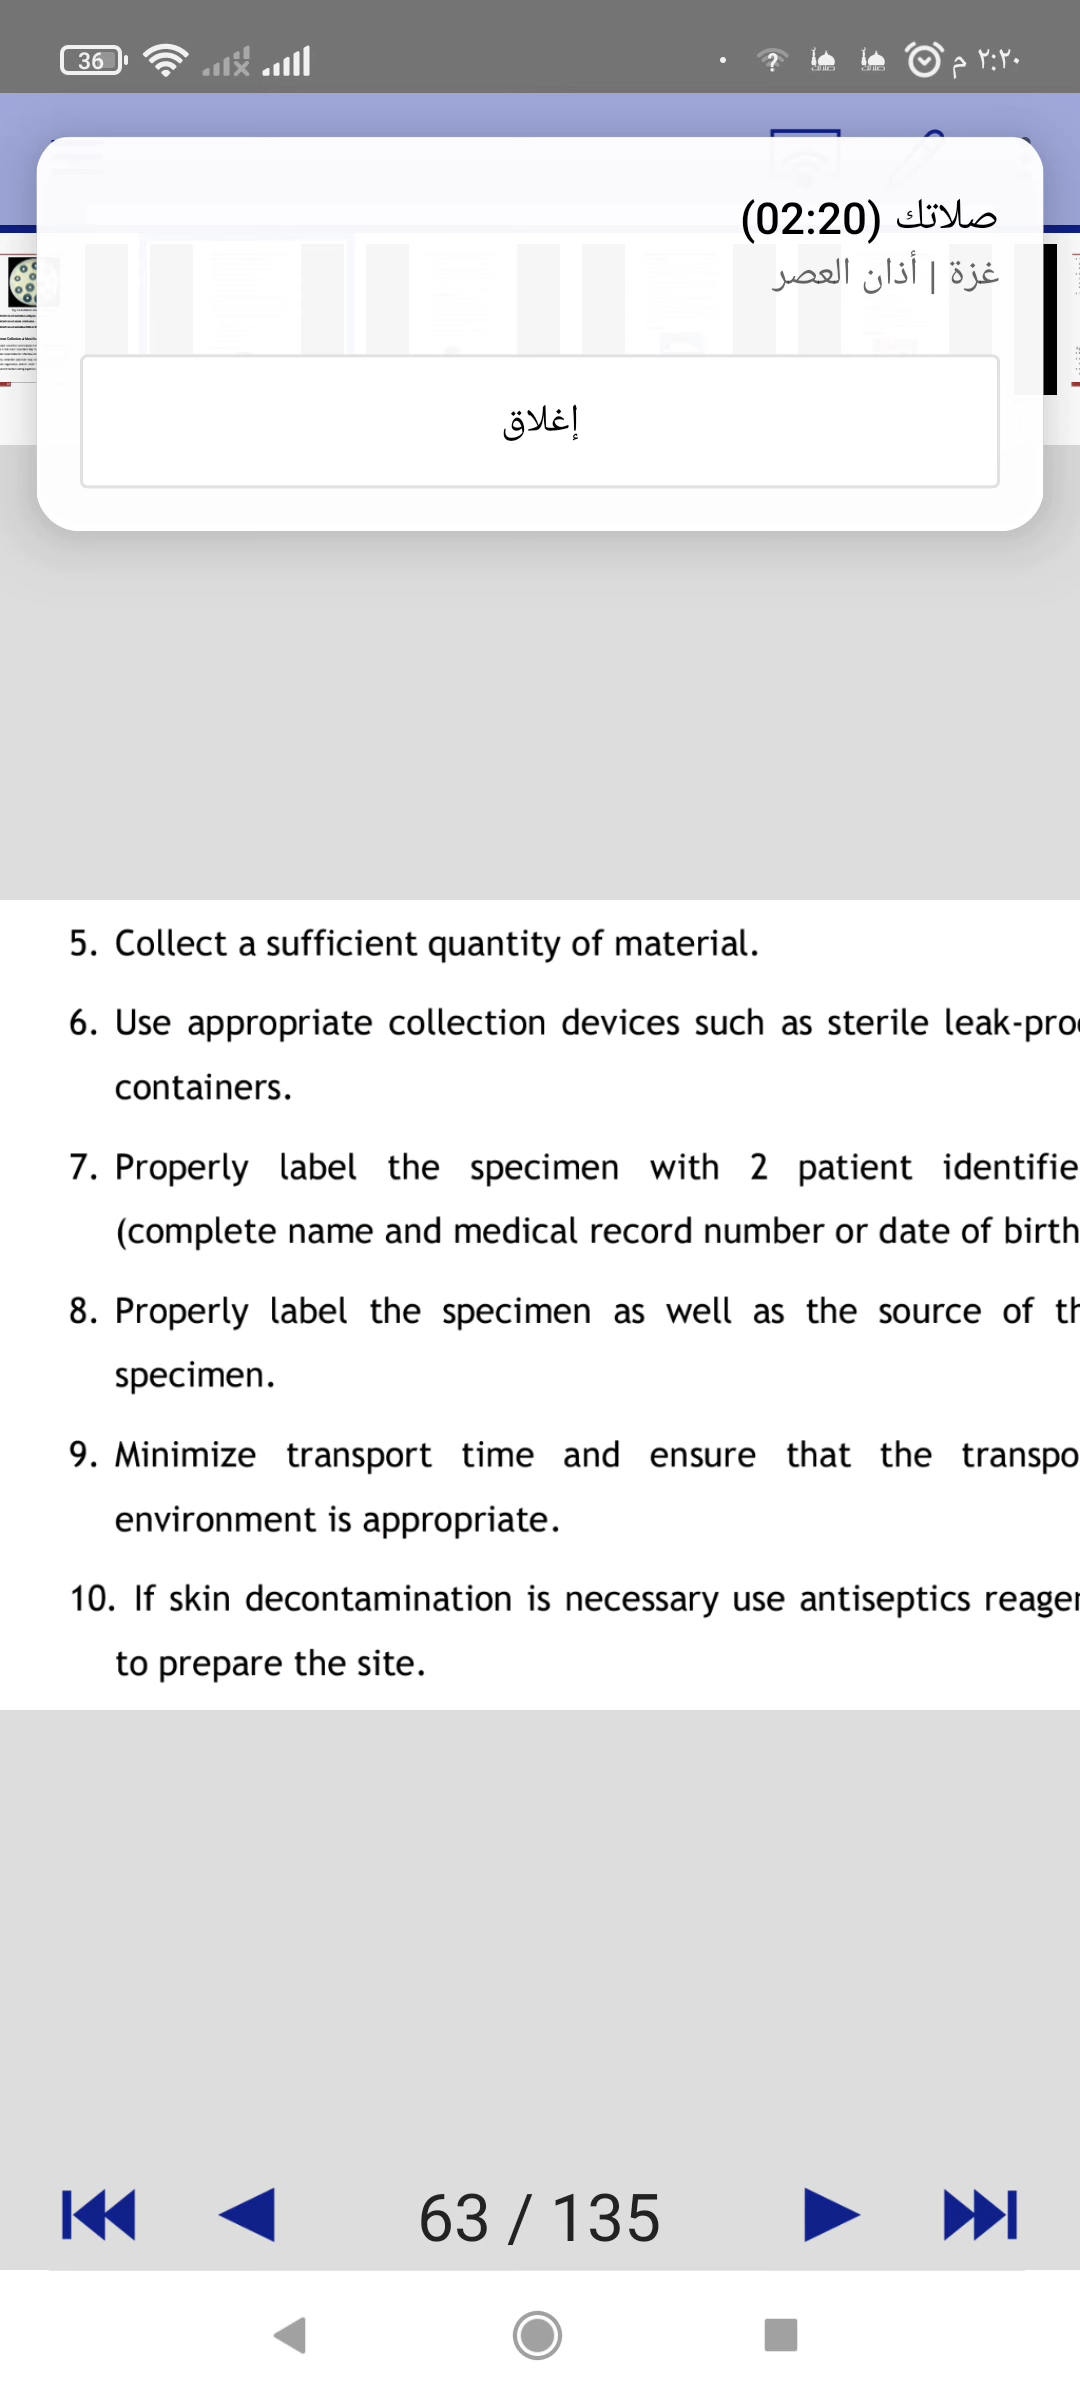 36
٢:٢٠ م
صلاتك (02:20)
غزة | أذان العصر
إغلاق
5. Collect a sufficient quantity of material.
6. Use appropriate collection devices such as sterile leak-pro
containers.
7. Properly label the specimen with 2 patient identifie
(complete name and medical record number or date of birth
8. Properly label the specimen as well as the source of th
specimen.
9. Minimize transport time and ensure that the transpo
environment is appropriate.
10. If skin decontamination is necessary use antiseptics reagen
to prepare the site.
63 / 135